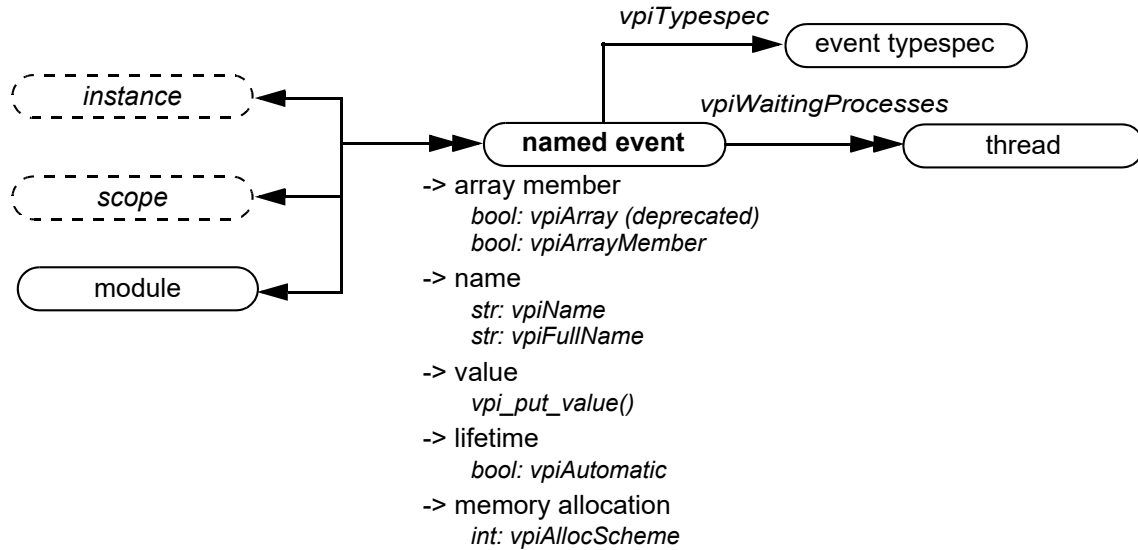 vpiTypespec
event typespec
instance
vpiWaitingProcesses
named event
thread
scope
module
-> array member
bool: vpiArray (deprecated)
bool: vpiArrayMember
-> name
str: vpiName
str: vpiFullName
-> value
vpi_put_value()
-> lifetime
bool: vpiAutomatic
-> memory allocation
int: vpiAllocScheme